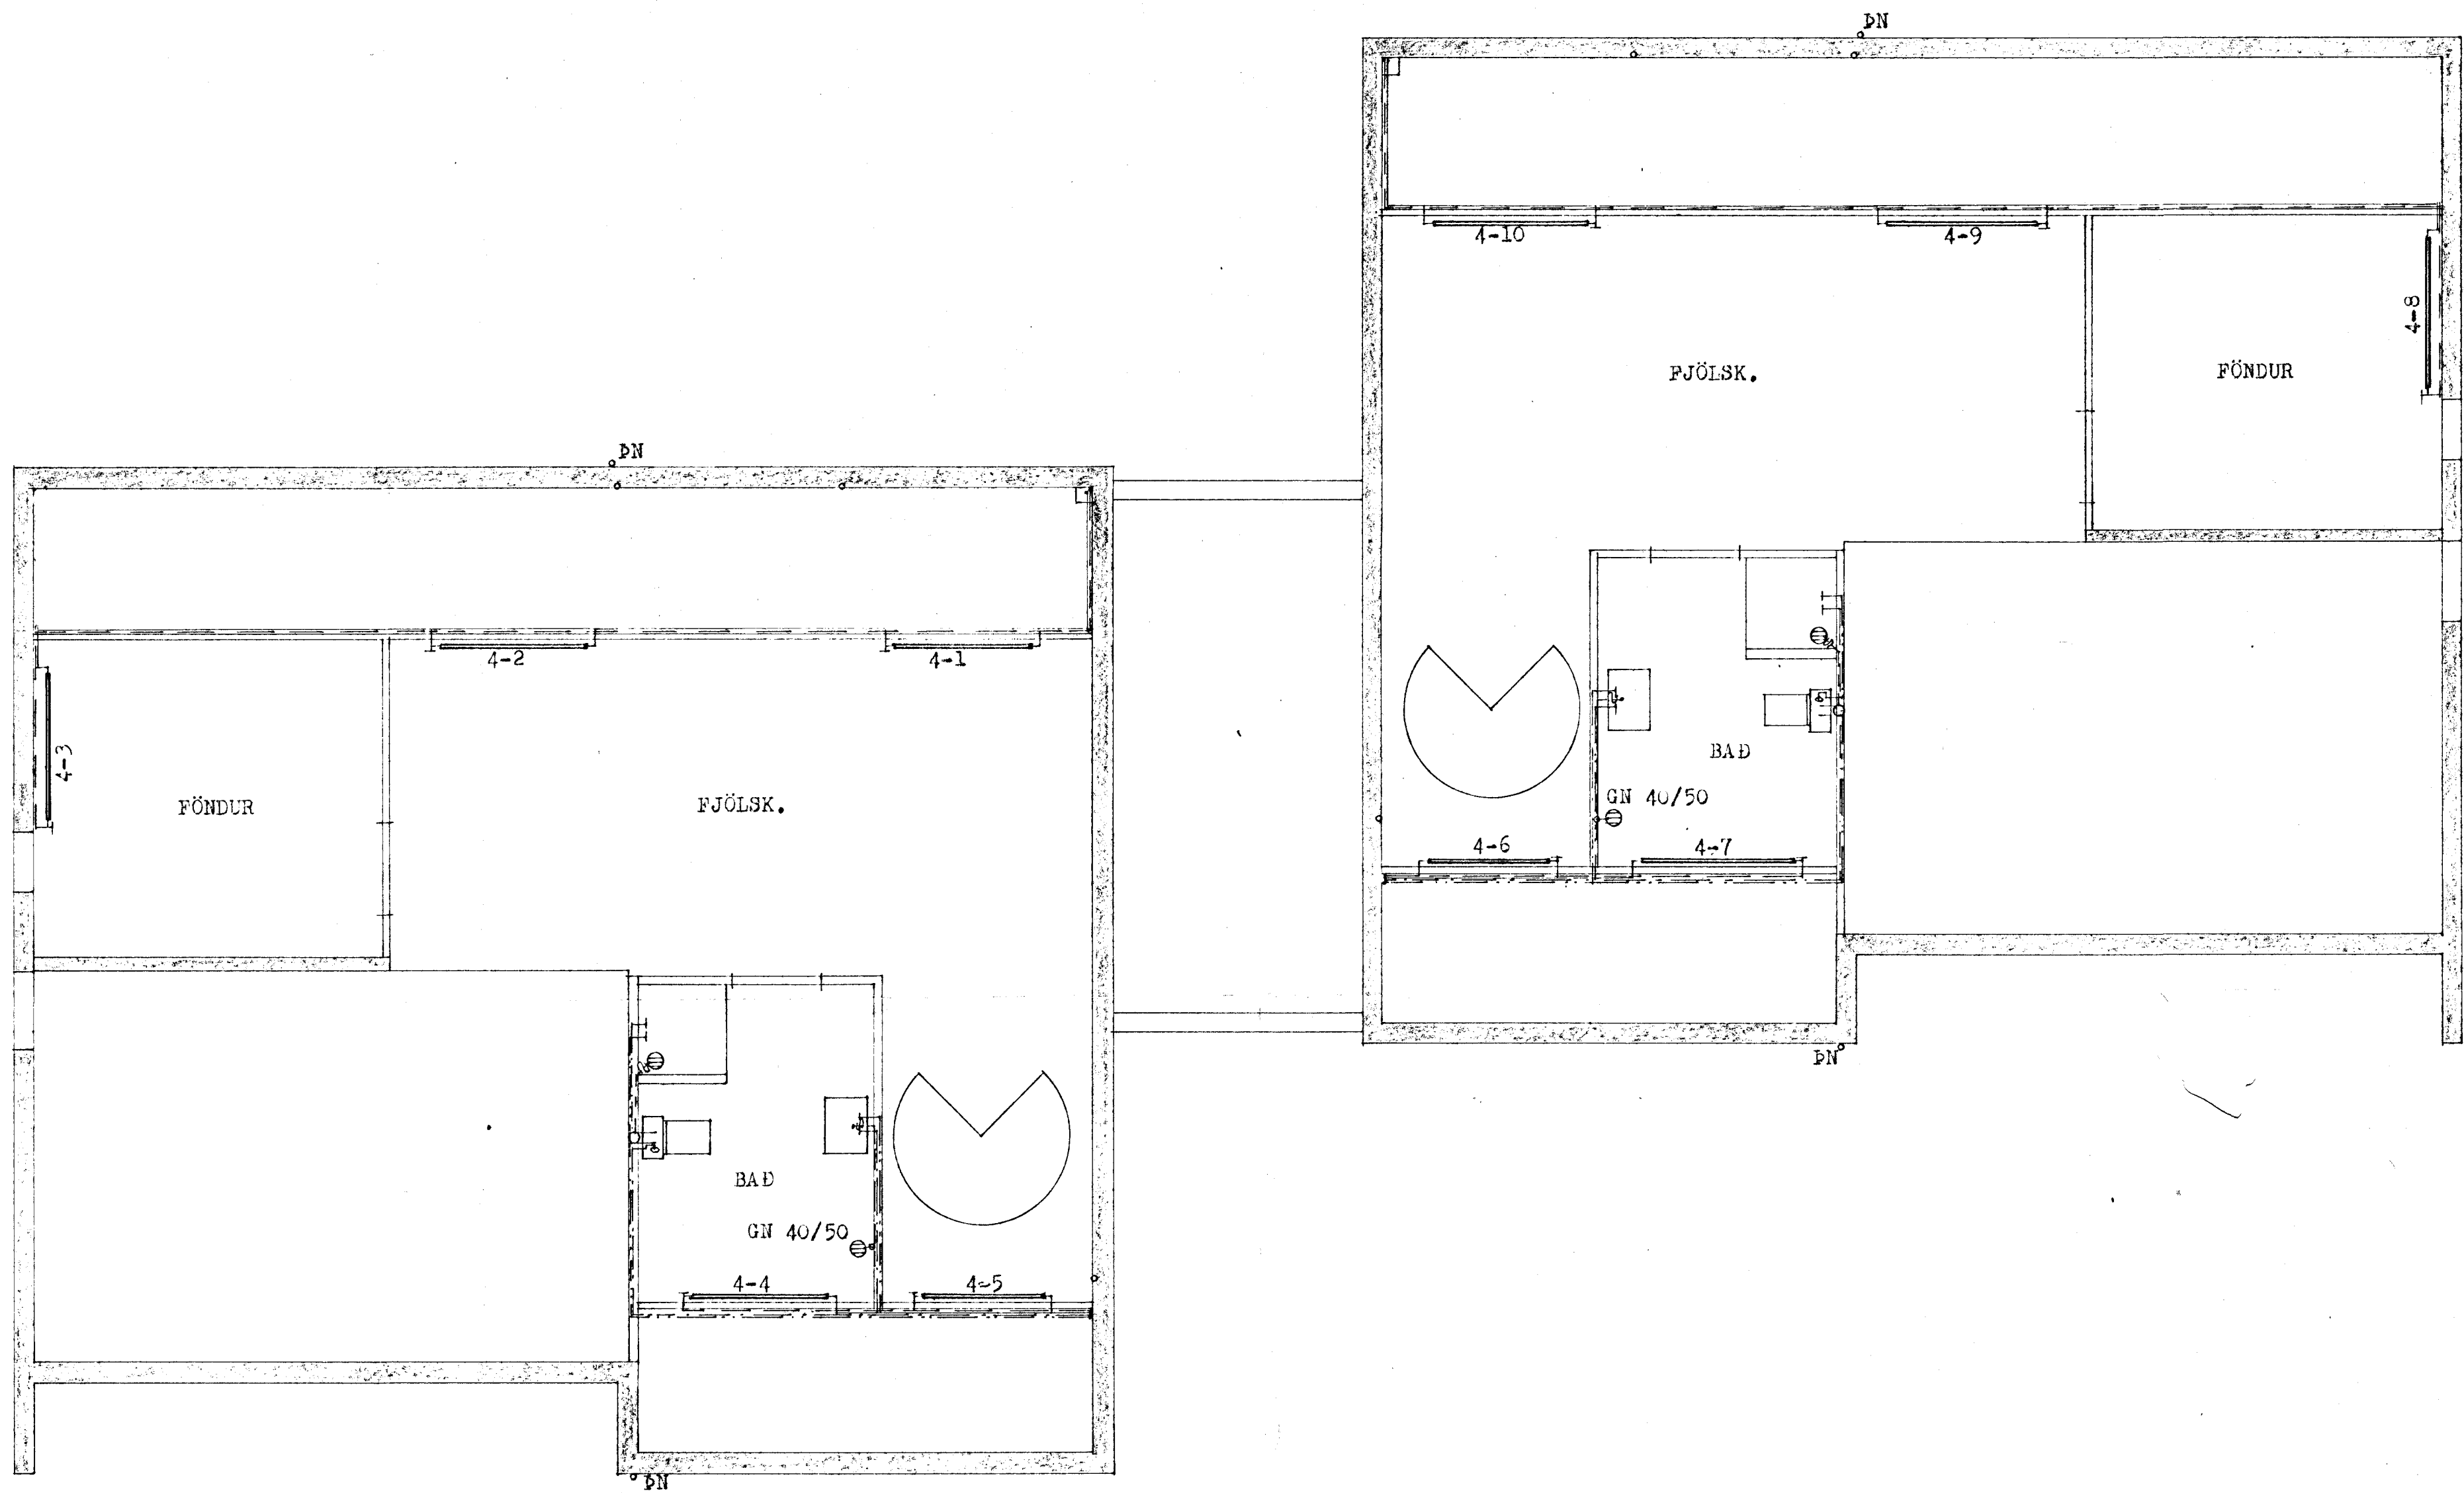 ÞN
4-10
4-9
4-8
FJÖLSK.
FÖNDUR
BAÐ
GN 40/50
4-6
4-7
ÞN
ÞN
4-2
4-1
4-3
FÖNDUR
FJÖLSK.
BAÐ
GN 40/50
4-4
4-5
ÞN